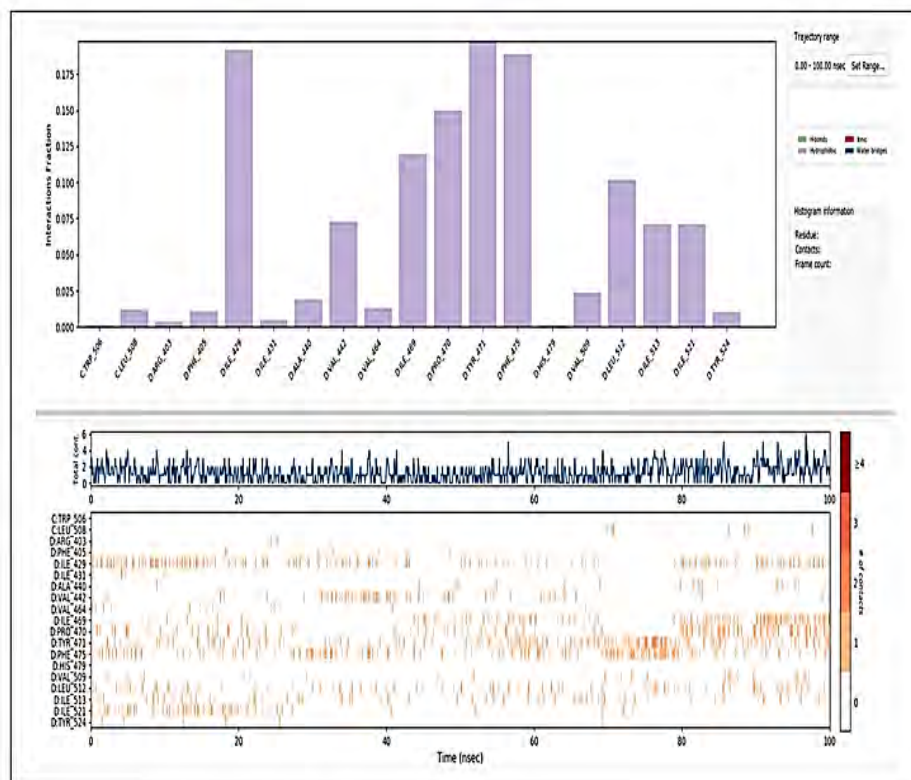 Trajectory range
0.00 - 100.00 nsec Set Range...
Hbonds Ionic
Hydrophobic Water bridges
Histogram information
Residue:
Contacts:
Frame count:
Interactions Fraction
0.175
0.150
0.125
0.100
0.075
0.050
0.025
0.000
C:TRP_506
C:LEU_508
D:ARG_403
D:PHE_405
D:ILE_429
D:ILE_431
D:ALA_440
D:VAL_442
D:VAL_464
D:ILE_469
D:PRO_470
D:TYR_471
D:PHE_475
D:HIS_479
D:VAL_509
D:LEU_512
D:ILE_513
D:ILE_521
D:TYR_524
Total cont.
6
4
2
0
0 20 40 60 80 100
C:TRP_506
C:LEU_508
D:ARG_403
D:PHE_405
D:ILE_429
D:ILE_431
D:ALA_440
D:VAL_442
D:VAL_464
D:ILE_469
D:PRO_470
D:TYR_471
D:PHE_475
D:HIS_479
D:VAL_509
D:LEU_512
D:ILE_513
D:ILE_521
D:TYR_524
0 20 40 60 80 100
Time (nsec)
≥4
3
2
1
0
# of contacts